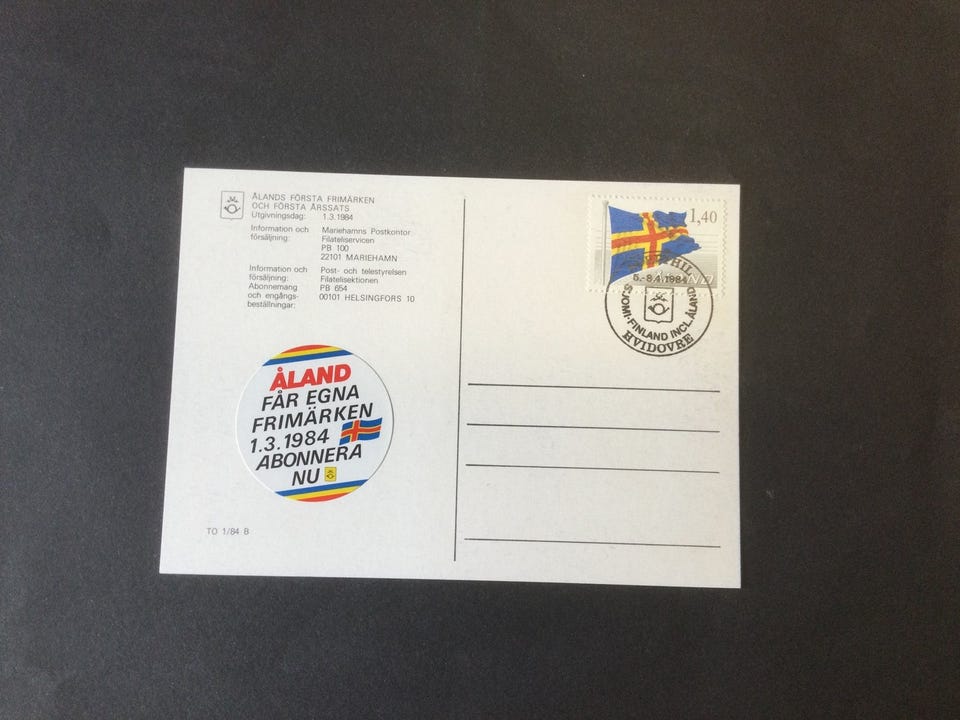 ÅLANDS FÖRSTA FRIMÄRKEN
OCH FÖRSTA ÅRSSATS
Utgivningsdag: 1.3.1984
Information och försäljning: Mariehamns Postkontor
Filateliservicen
PB 100
22101 MARIEHAMN
Information och försäljning: Post- och telestyrelsen
Abonnemang och engångs-beställningar: Filatelisektionen
PB 654
00101 HELSINGFORS 10
ÅLAND
FÅR EGNA
FRIMÄRKEN
1.3.1984
ABONNERA
NU
TO 1/84 B
1,40
5.-8.4.1984
SUOMI-FINLAND INCL. ÅLAND
HVIDOVRE